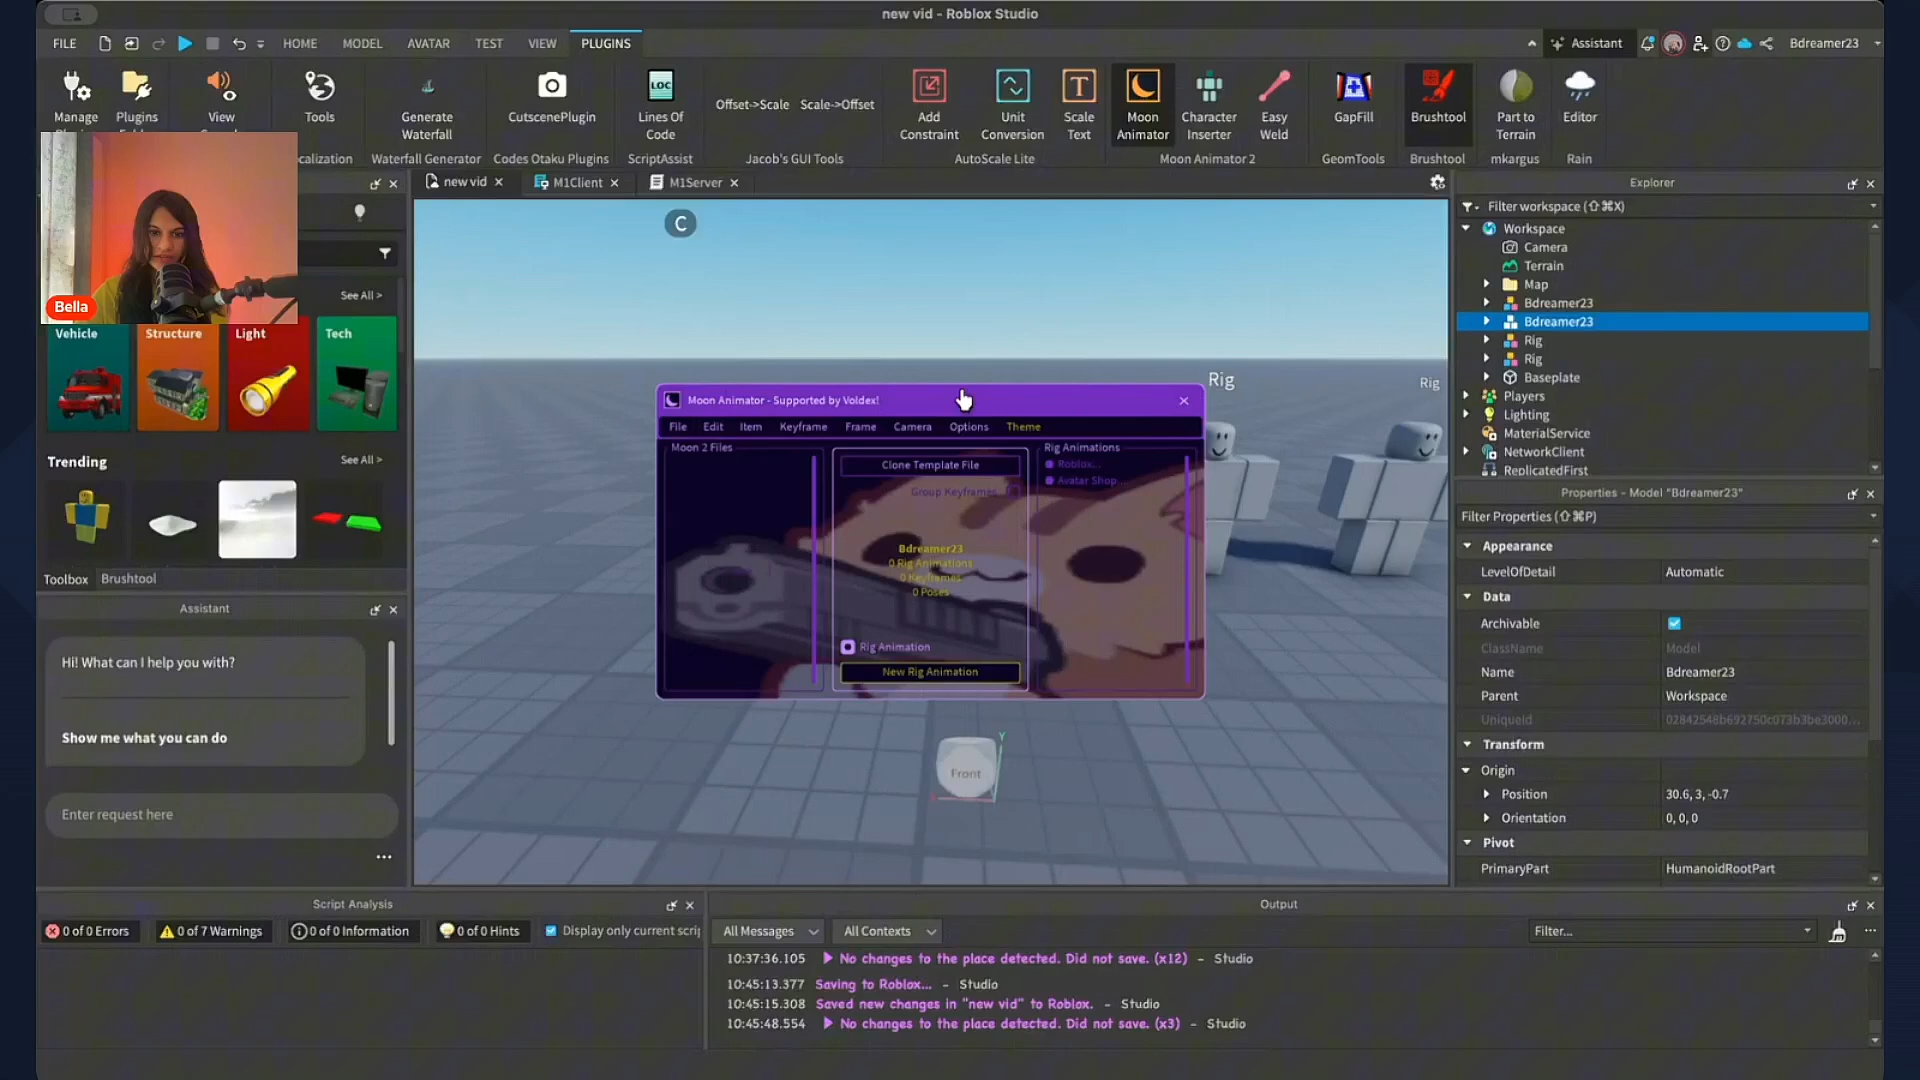 new vid - Roblox Studio
FILE HOME MODEL AVATAR TEST VIEW PLUGINS Assistant Bdreamer23
Manage
Plugins
View
Tools
Generate
Waterfall
CutscenePlugin
LOC
Lines Of
Code
Offset->Scale Scale->Offset
Add
Constraint
Unit
Conversion
T
Scale
Text
Moon
Animator
Character
Inserter
Easy
Weld
GapFill
Brushtool
Part to
Terrain
Editor
Waterfall Generator Codes Otaku Plugins ScriptAssist Jacob's GUI Tools AutoScale Lite Moon Animator 2 GeomTools Brushtool mkargus Rain
new vid M1Client M1Server
Bella
See All >
Vehicle Structure Light Tech
Trending See All >
Toolbox Brushtool
Assistant
Hi! What can I help you with?
Show me what you can do
Enter request here
C
Rig
Rig
Moon Animator - Supported by Voldex!
File Edit Item Keyframe Frame Camera Options Theme
Moon 2 Files
Clone Template File
Group Keyframes
Bdreamer23
0 Rig Animations
0 Keyframes
0 Poses
Rig Animation
New Rig Animation
Rig Animations
Roblox...
Avatar Shop...
Front
Y
Explorer
Filter workspace (⇧⌘X)
Workspace
Camera
Terrain
Map
Bdreamer23
Bdreamer23
Rig
Rig
Baseplate
Players
Lighting
MaterialService
NetworkClient
ReplicatedFirst
Properties - Model "Bdreamer23"
Filter Properties (⇧⌘P)
Appearance
LevelOfDetail Automatic
Data
Archivable
ClassName Model
Name Bdreamer23
Parent Workspace
UniqueId 02842548b692750c073b3be3000...
Transform
Origin
Position 30.6, 3, -0.7
Orientation 0, 0, 0
Pivot
PrimaryPart HumanoidRootPart
Script Analysis
0 of 0 Errors 0 of 7 Warnings 0 of 0 Information 0 of 0 Hints Display only current scrip
Output
All Messages All Contexts Filter...
10:37:36.105 No changes to the place detected. Did not save. (x12) - Studio
10:45:13.377 Saving to Roblox... - Studio
10:45:15.308 Saved new changes in "new vid" to Roblox. - Studio
10:45:48.554 No changes to the place detected. Did not save. (x3) - Studio